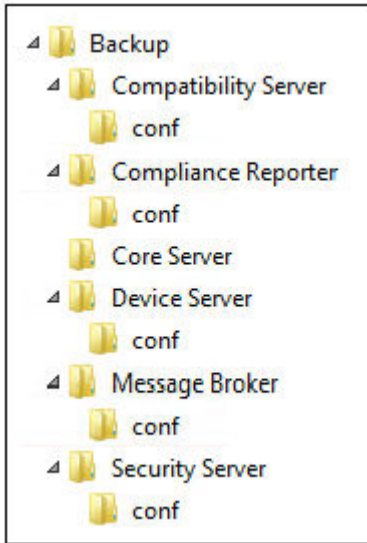 Backup
Compatibility Server
conf
Compliance Reporter
conf
Core Server
Device Server
conf
Message Broker
conf
Security Server
conf